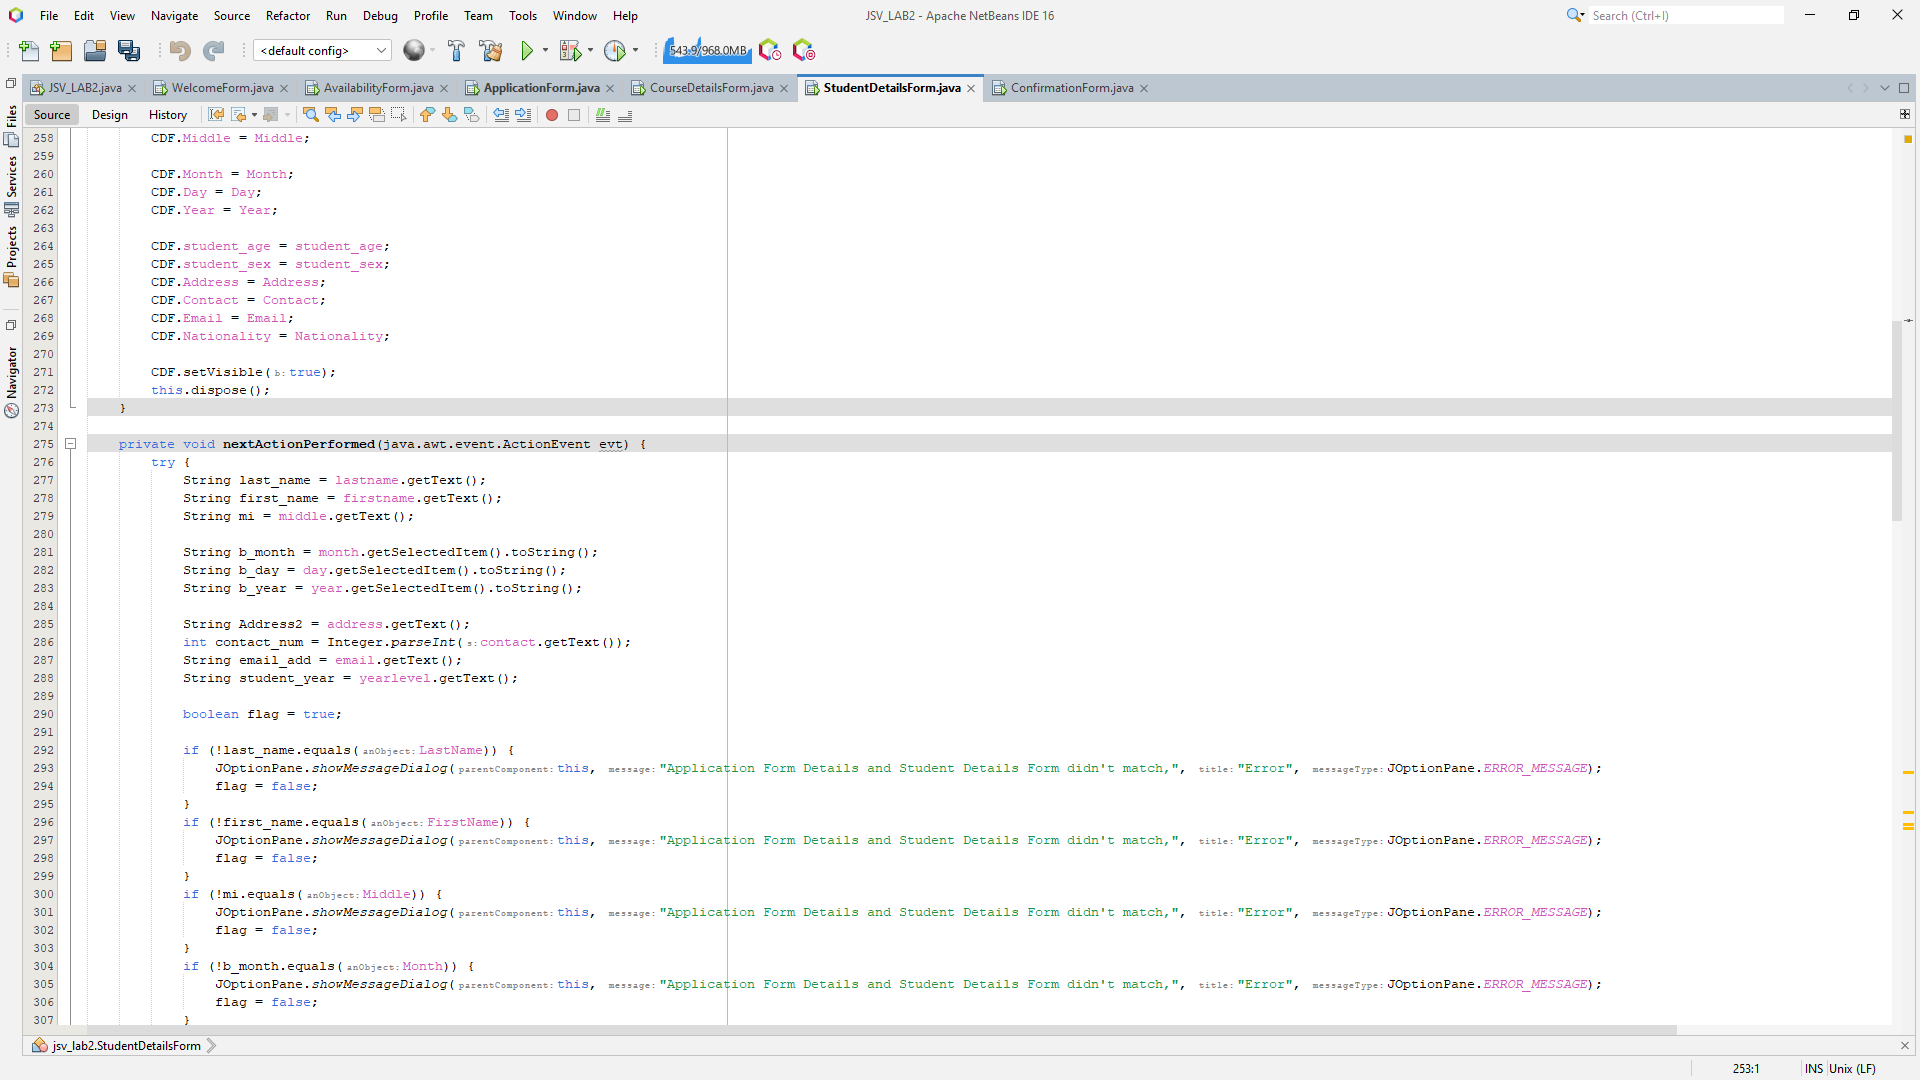 File Edit View Navigate Source Refactor Run Debug Profile Team Tools Window Help JSV_LAB2 - Apache NetBeans IDE 16 Search (Ctrl+I)
<default config> 543.9/968.0MB
JSV_LAB2.java WelcomeForm.java AvailabilityForm.java ApplicationForm.java CourseDetailsForm.java StudentDetailsForm.java ConfirmationForm.java
Source Design History
Files
Services
Projects
Navigator
258 CDF.Middle = Middle;
259
260 CDF.Month = Month;
261 CDF.Day = Day;
262 CDF.Year = Year;
263
264 CDF.student_age = student_age;
265 CDF.student_sex = student_sex;
266 CDF.Address = Address;
267 CDF.Contact = Contact;
268 CDF.Email = Email;
269 CDF.Nationality = Nationality;
270
271 CDF.setVisible(b:true);
272 this.dispose();
273 }
274
275 private void nextActionPerformed(java.awt.event.ActionEvent evt) {
276 try {
277 String last_name = lastname.getText();
278 String first_name = firstname.getText();
279 String mi = middle.getText();
280
281 String b_month = month.getSelectedItem().toString();
282 String b_day = day.getSelectedItem().toString();
283 String b_year = year.getSelectedItem().toString();
284
285 String Address2 = address.getText();
286 int contact_num = Integer.parseInt(s:contact.getText());
287 String email_add = email.getText();
288 String student_year = yearlevel.getText();
289
290 boolean flag = true;
291
292 if (!last_name.equals(anObject:LastName)) {
293 JOptionPane.showMessageDialog(parentComponent:this, message:"Application Form Details and Student Details Form didn't match,", title:"Error", messageType:JOptionPane.ERROR_MESSAGE);
294 flag = false;
295 }
296 if (!first_name.equals(anObject:FirstName)) {
297 JOptionPane.showMessageDialog(parentComponent:this, message:"Application Form Details and Student Details Form didn't match,", title:"Error", messageType:JOptionPane.ERROR_MESSAGE);
298 flag = false;
299 }
300 if (!mi.equals(anObject:Middle)) {
301 JOptionPane.showMessageDialog(parentComponent:this, message:"Application Form Details and Student Details Form didn't match,", title:"Error", messageType:JOptionPane.ERROR_MESSAGE);
302 flag = false;
303 }
304 if (!b_month.equals(anObject:Month)) {
305 JOptionPane.showMessageDialog(parentComponent:this, message:"Application Form Details and Student Details Form didn't match,", title:"Error", messageType:JOptionPane.ERROR_MESSAGE);
306 flag = false;
307 }
jsv_lab2.StudentDetailsForm
253:1 INS Unix (LF)